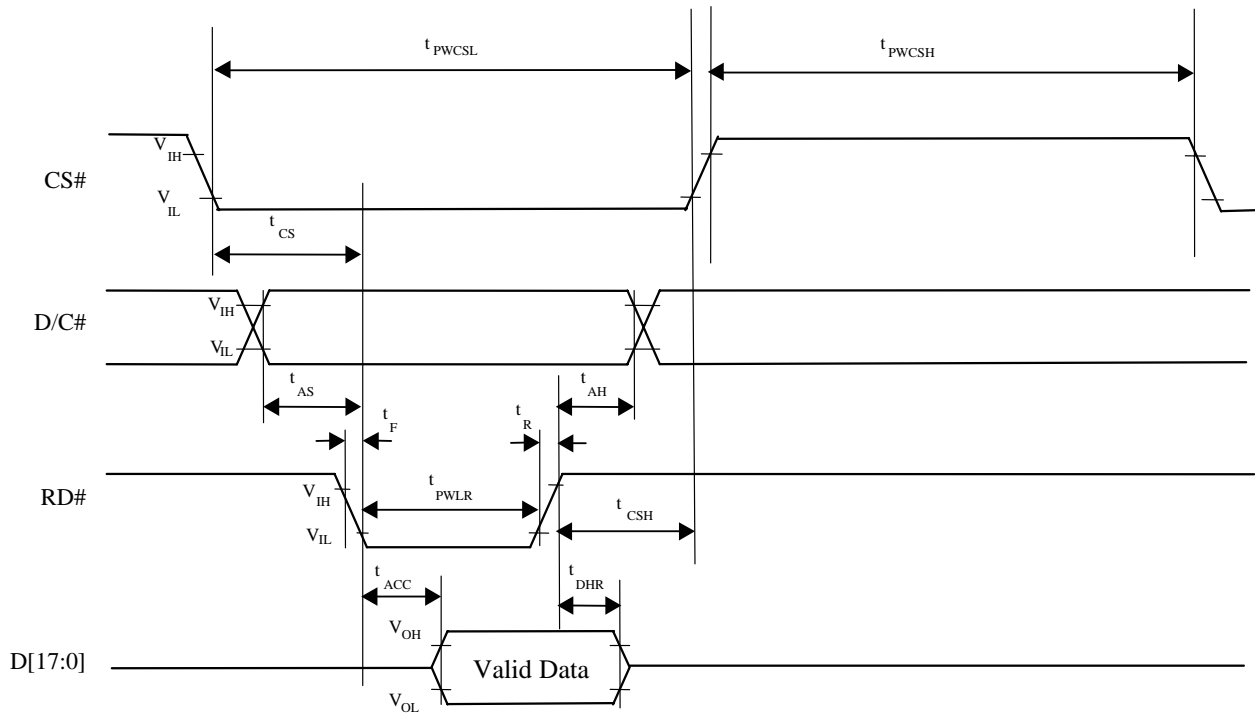 t PWCSL
t PWCSH
V IH
CS#
V IL
t CS
V IH
D/C#
V IL
t AS
t AH
t F
t R
V IH
RD#
t PWLR
V IL
t CSH
t ACC
t DHR
V OH
D[17:0]
Valid Data
V OL